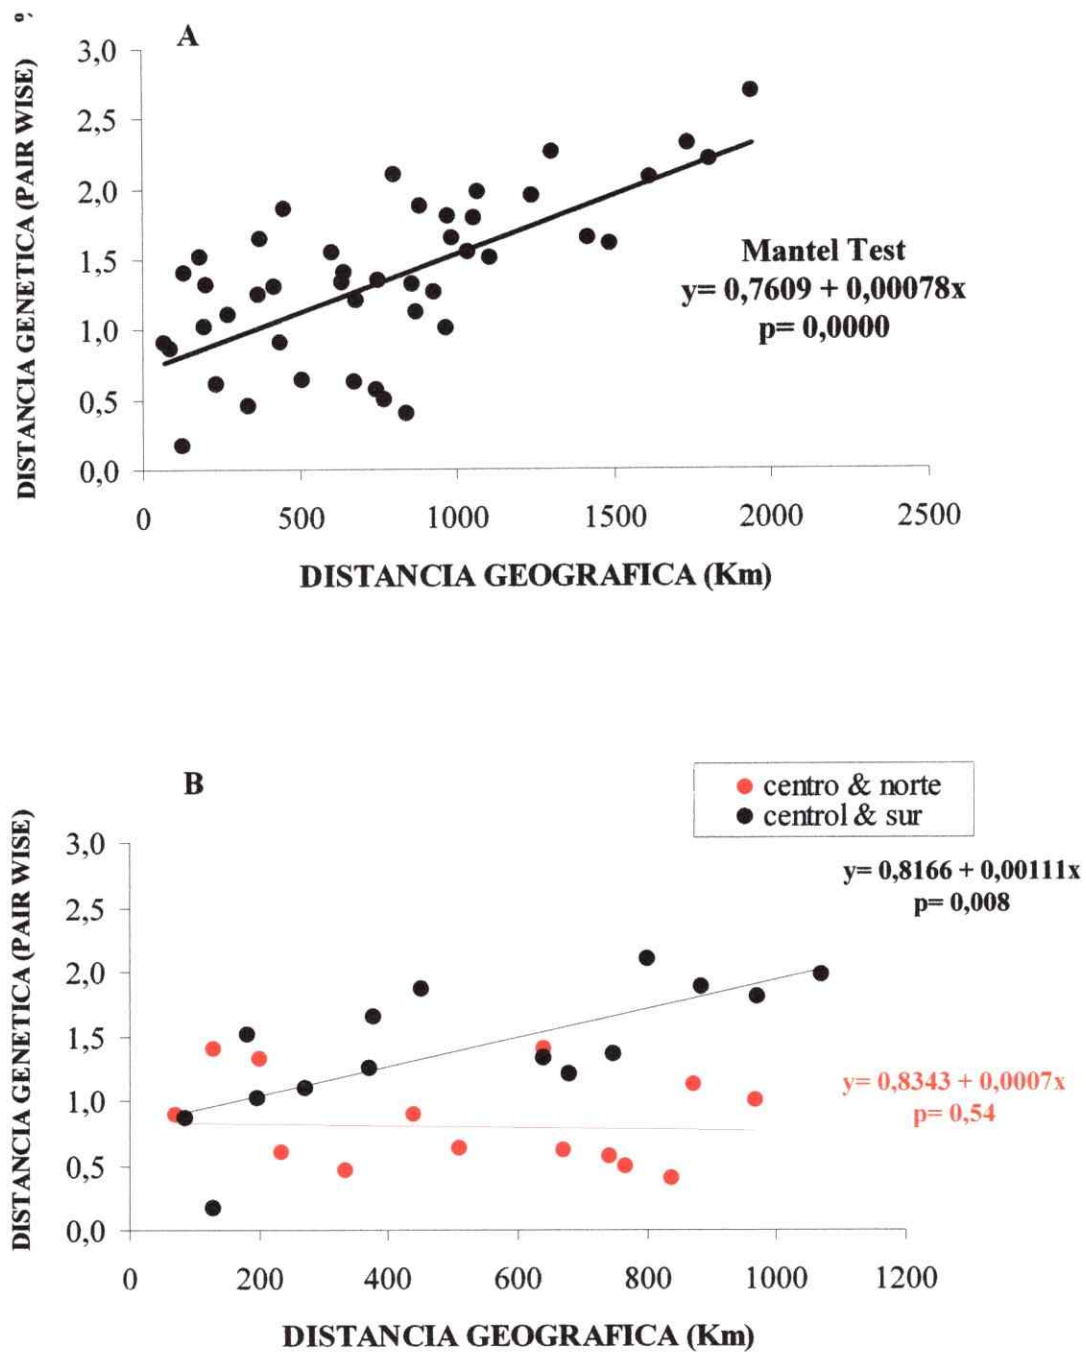 A
DISTANCIA GENETICA (PAIR WISE)
3,0
2,5
2,0
1,5
1,0
0,5
0,0
Mantel Test
y= 0,7609 + 0,00078x
p= 0,0000
0 500 1000 1500 2000 2500
DISTANCIA GEOGRAFICA (Km)
B
centro & norte
centrol & sur
DISTANCIA GENETICA (PAIR WISE)
3,0
2,5
2,0
1,5
1,0
0,5
0,0
y= 0,8166 + 0,00111x
p= 0,008
y= 0,8343 + 0,0007x
p= 0,54
0 200 400 600 800 1000 1200
DISTANCIA GEOGRAFICA (Km)